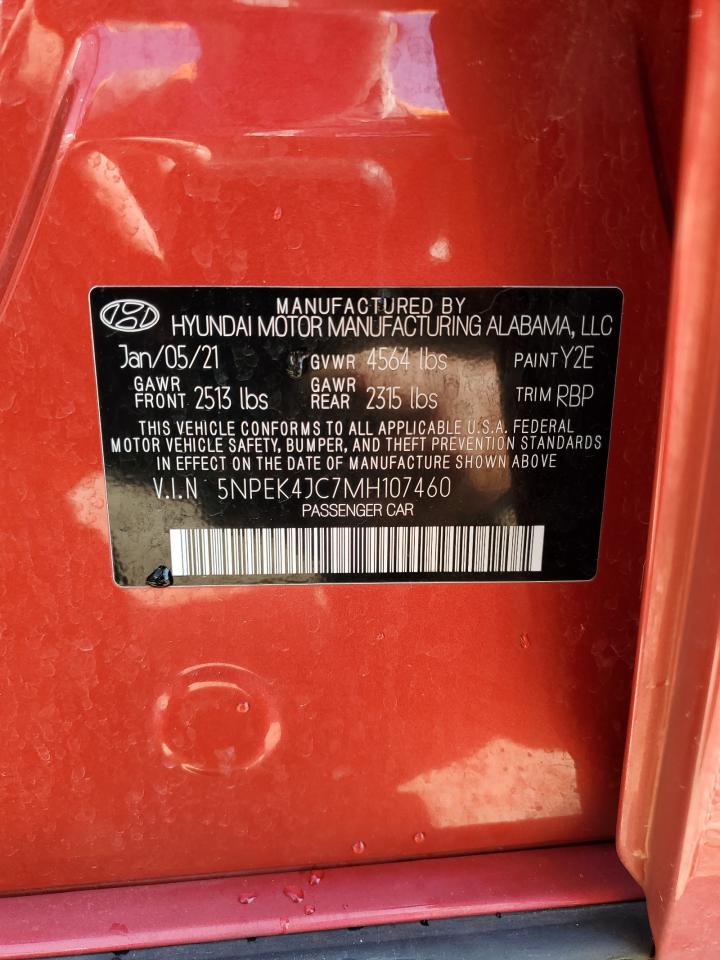 MANUFACTURED BY
HYUNDAI MOTOR MANUFACTURING ALABAMA, LLC
Jan/05/21 GVWR 4564 lbs PAINT Y2E
GAWR FRONT 2513 lbs GAWR REAR 2315 lbs TRIM RBP
THIS VEHICLE CONFORMS TO ALL APPLICABLE U.S.A. FEDERAL
MOTOR VEHICLE SAFETY, BUMPER, AND THEFT PREVENTION STANDARDS
IN EFFECT ON THE DATE OF MANUFACTURE SHOWN ABOVE
V.I.N 5NPEK4JC7MH107460
PASSENGER CAR